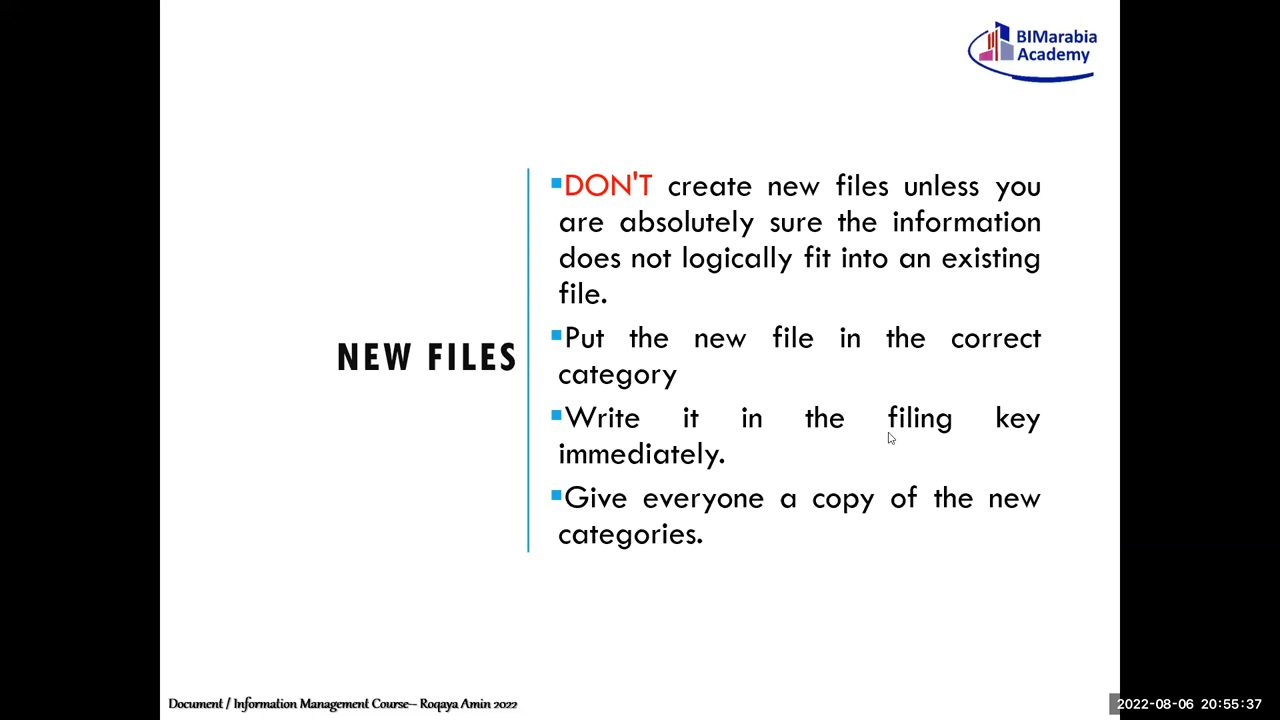 BIMarabia
Academy
DON'T create new files unless you
are absolutely sure the information
does not logically fit into an existing
file.
NEW FILES
Put the new file in the correct
category
Write it in the filing key
immediately.
Give everyone a copy of the new
categories.
Document / Information Management Course– Roqaya Amin 2022
2022-08-06 20:55:37